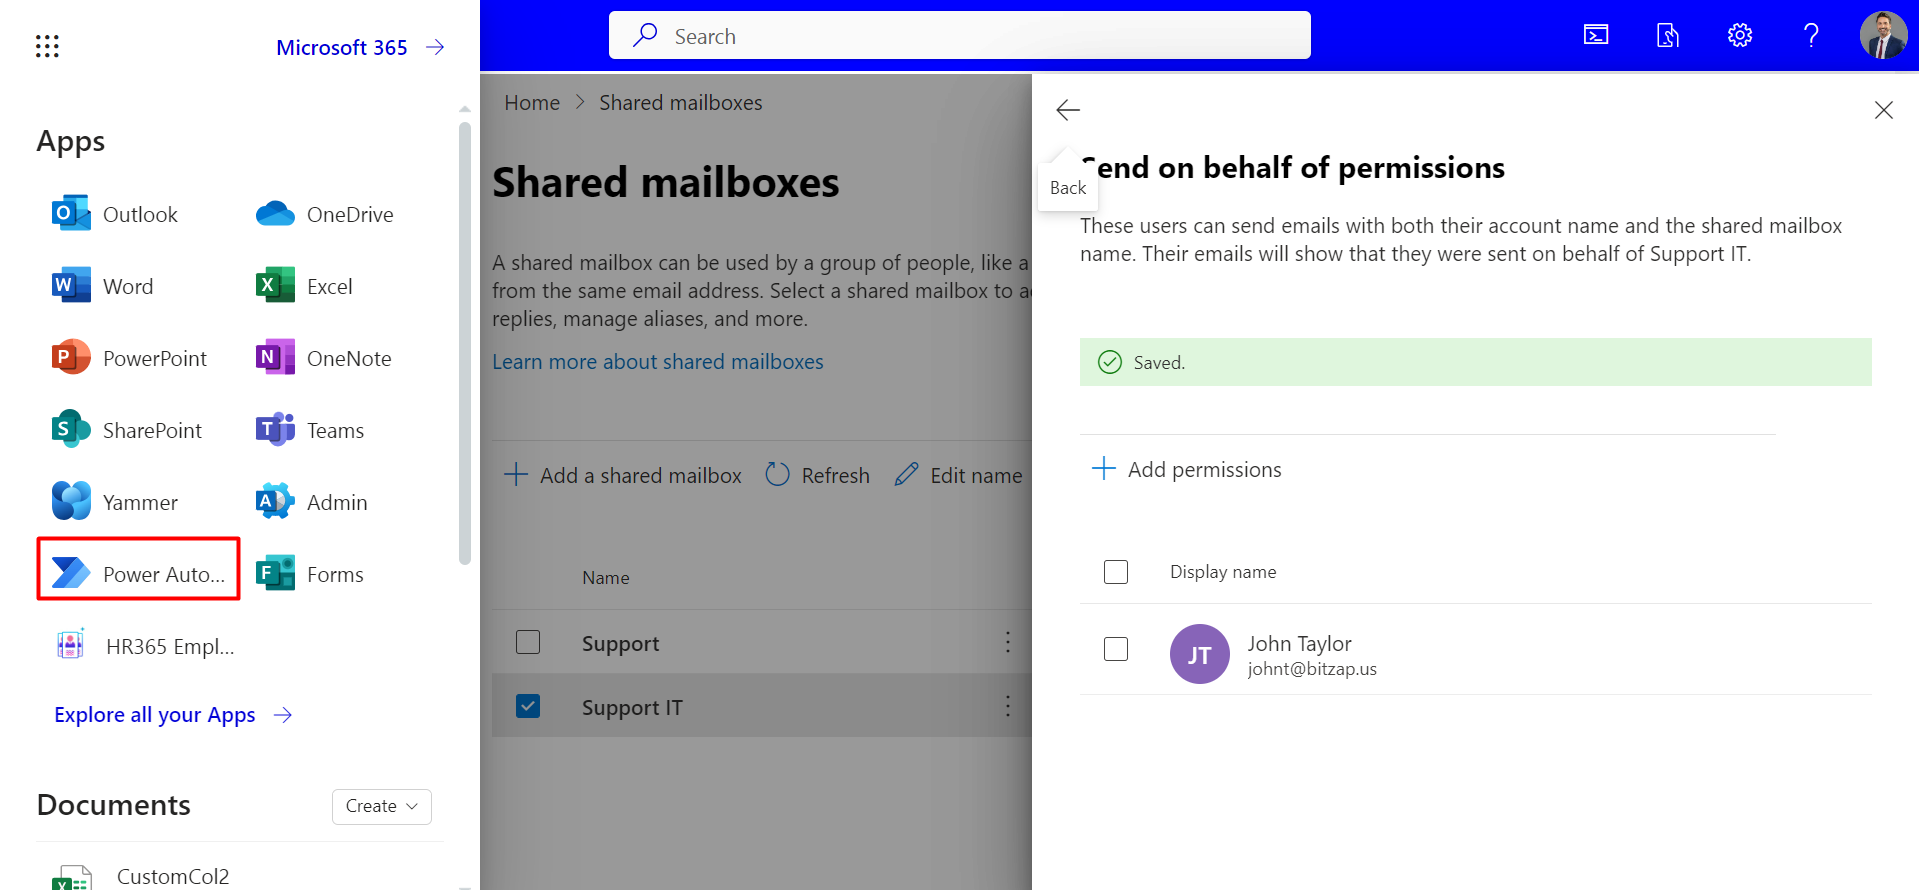 Microsoft 365
Apps
Outlook
OneDrive
Word
Excel
PowerPoint
OneNote
SharePoint
Teams
Yammer
Admin
Power Auto...
Forms
HR365 Empl...
Explore all your Apps
Documents
Create
CustomCol2
Search
Home > Shared mailboxes
Shared mailboxes
A shared mailbox can be used by a group of people, like a
from the same email address. Select a shared mailbox to a
replies, manage aliases, and more.
Learn more about shared mailboxes
Add a shared mailbox
Refresh
Edit name
Name
Support
Support IT
Back
end on behalf of permissions
These users can send emails with both their account name and the shared mailbox
name. Their emails will show that they were sent on behalf of Support IT.
Saved.
Add permissions
Display name
JT
John Taylor
johnt@bitzap.us